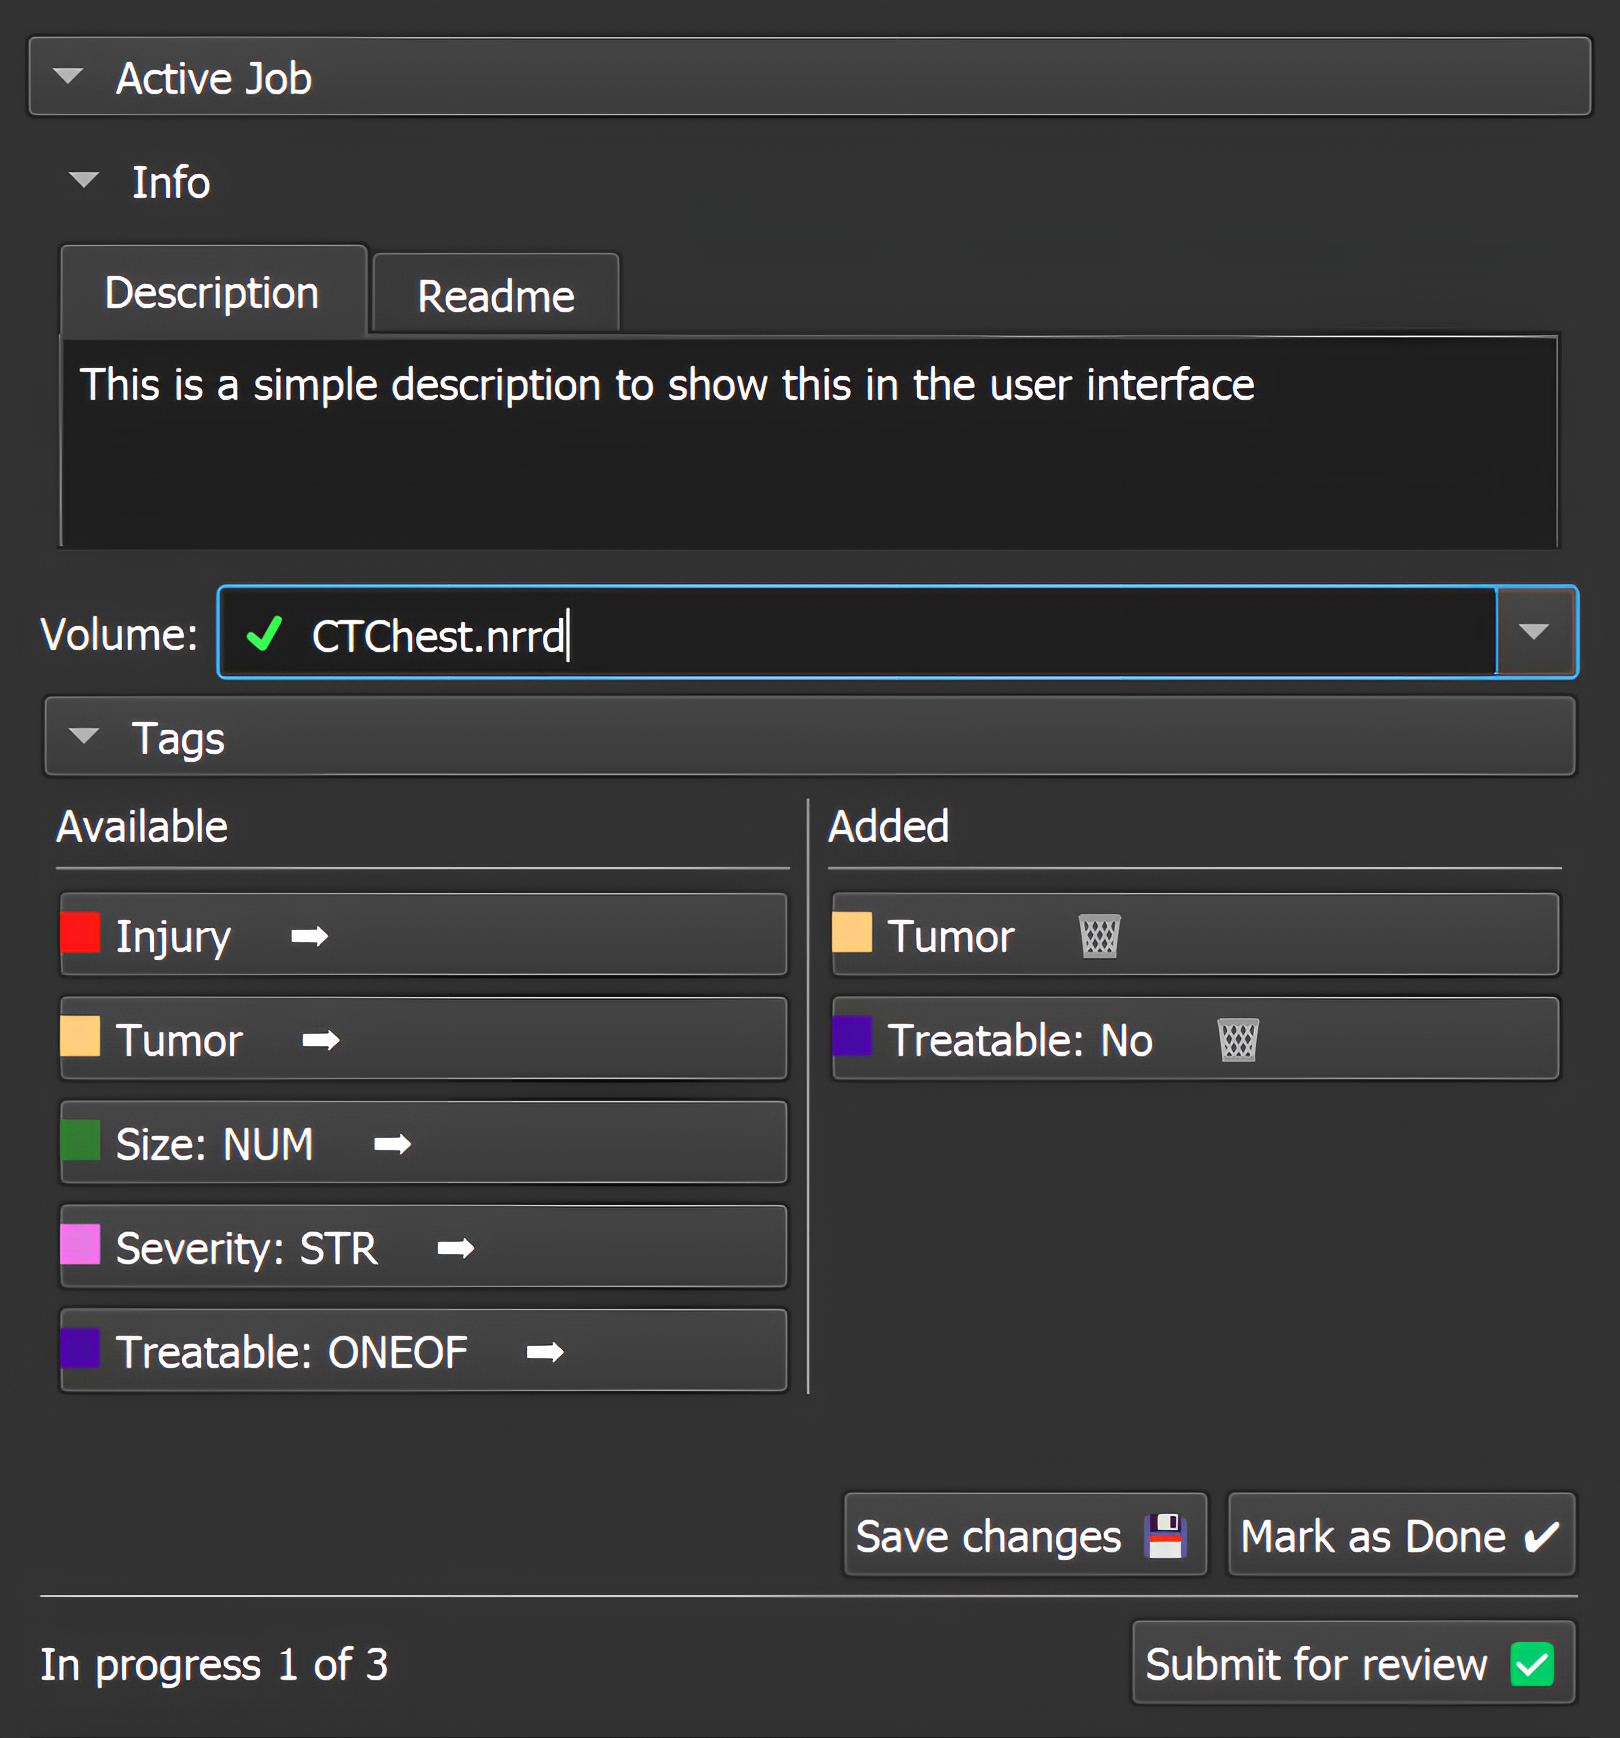 Active Job
Info
Description Readme
This is a simple description to show this in the user interface
Volume: CTChest.nrrd
Tags
Available
Injury
Tumor
Size: NUM
Severity: STR
Treatable: ONEOF
Added
Tumor
Treatable: No
Save changes Mark as Done
In progress 1 of 3 Submit for review